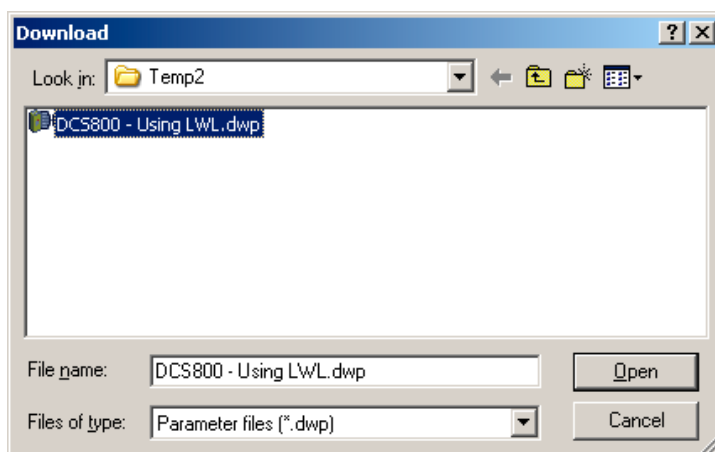 Download
Look in: Temp2
DCS800 - Using LWL.dwp
File name: DCS800 - Using LWL.dwp Open
Files of type: Parameter files (*.dwp) Cancel